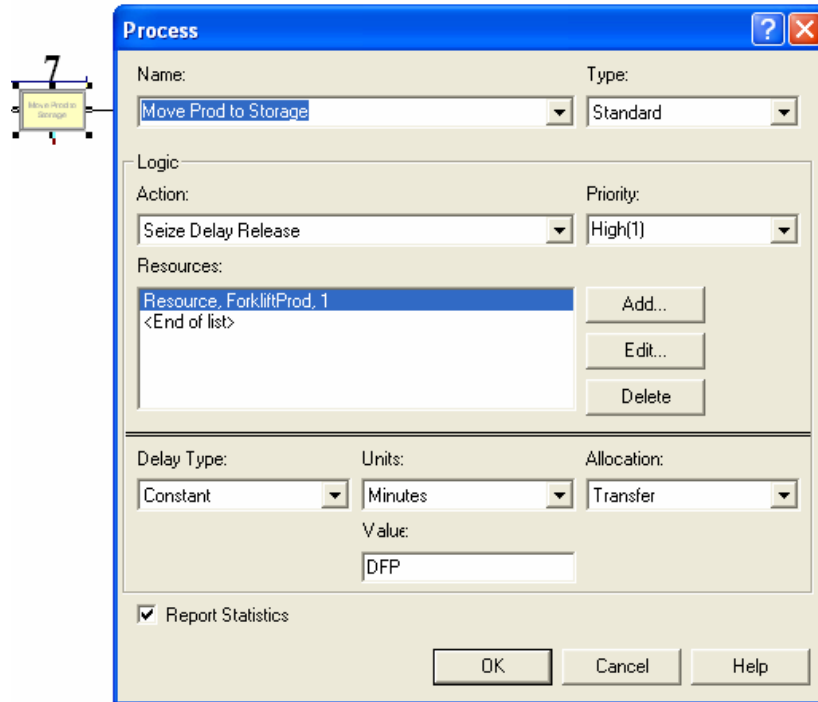 Process
7
Move Prod to
Storage
Name:
Type:
Move Prod to Storage
Standard
Logic
Action:
Priority:
Seize Delay Release
High(1)
Resources:
Resource, ForkliftProd, 1
<End of list>
Add...
Edit...
Delete
Delay Type:
Units:
Allocation:
Constant
Minutes
Transfer
Value:
DFP
Report Statistics
OK
Cancel
Help